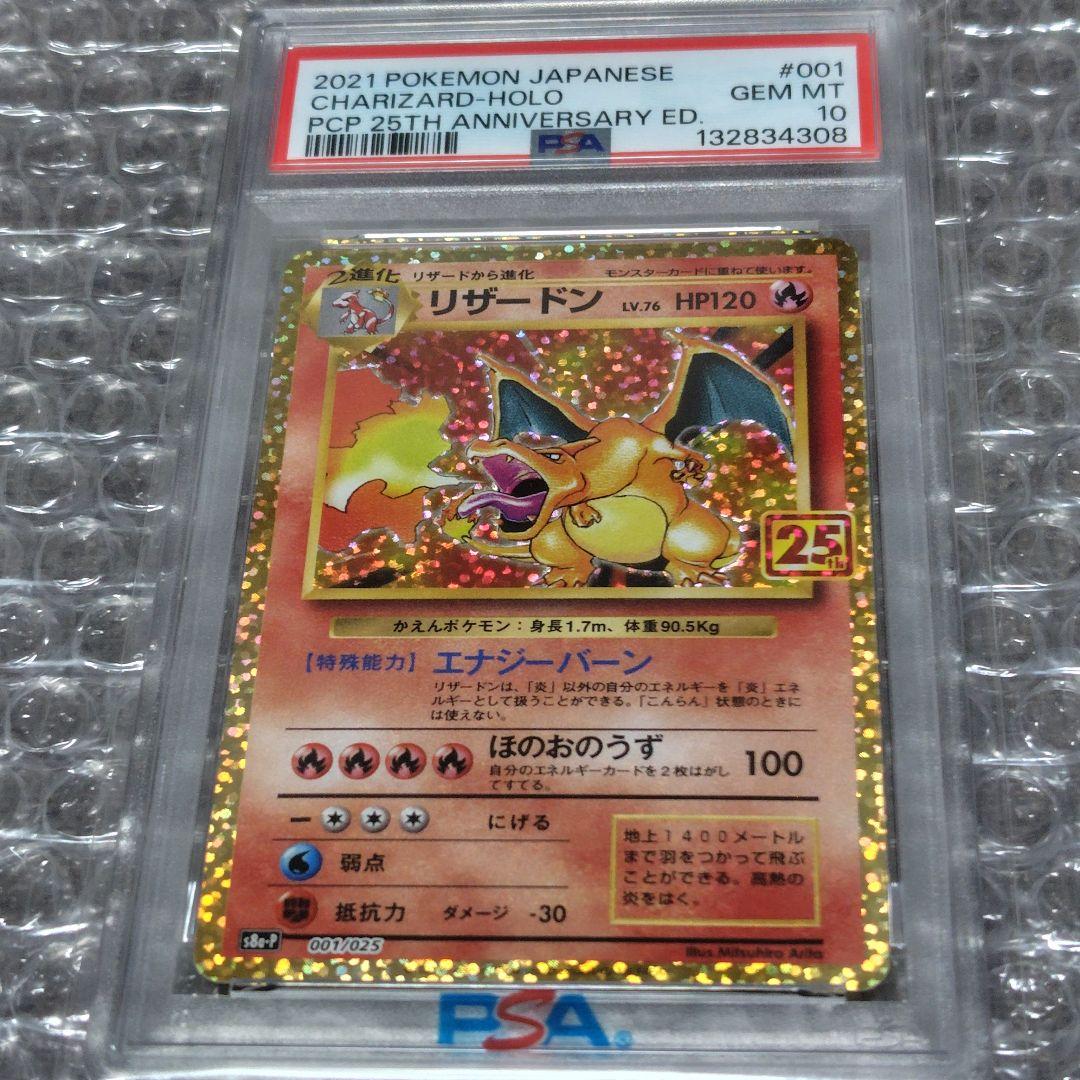 2021 POKEMON JAPANESE #001
CHARIZARD-HOLO GEM MT
PCP 25TH ANNIVERSARY ED. 10
PSA 132834308
2進化 リザードから進化 モンスターカードに重ねて使います。
リザードン LV.76 HP120
25th
かえんポケモン：身長1.7m、体重90.5Kg
【特殊能力】 エナジーバーン
リザードンは、「炎」以外の自分のエネルギーを「炎」エネ
ルギーとして扱うことができる。「こんらん」状態のときに
は使えない。
ほのおのうず 100
自分のエネルギーカードを2枚はがし
てすてる。
ー にげる
弱点
抵抗力 ダメージ -30
地上1400メートル
まで羽をつかって飛ぶ
ことができる。高熱の
炎をはく。
s8a-P 001/025
Illus. Mitsuhiro Arita
PSA